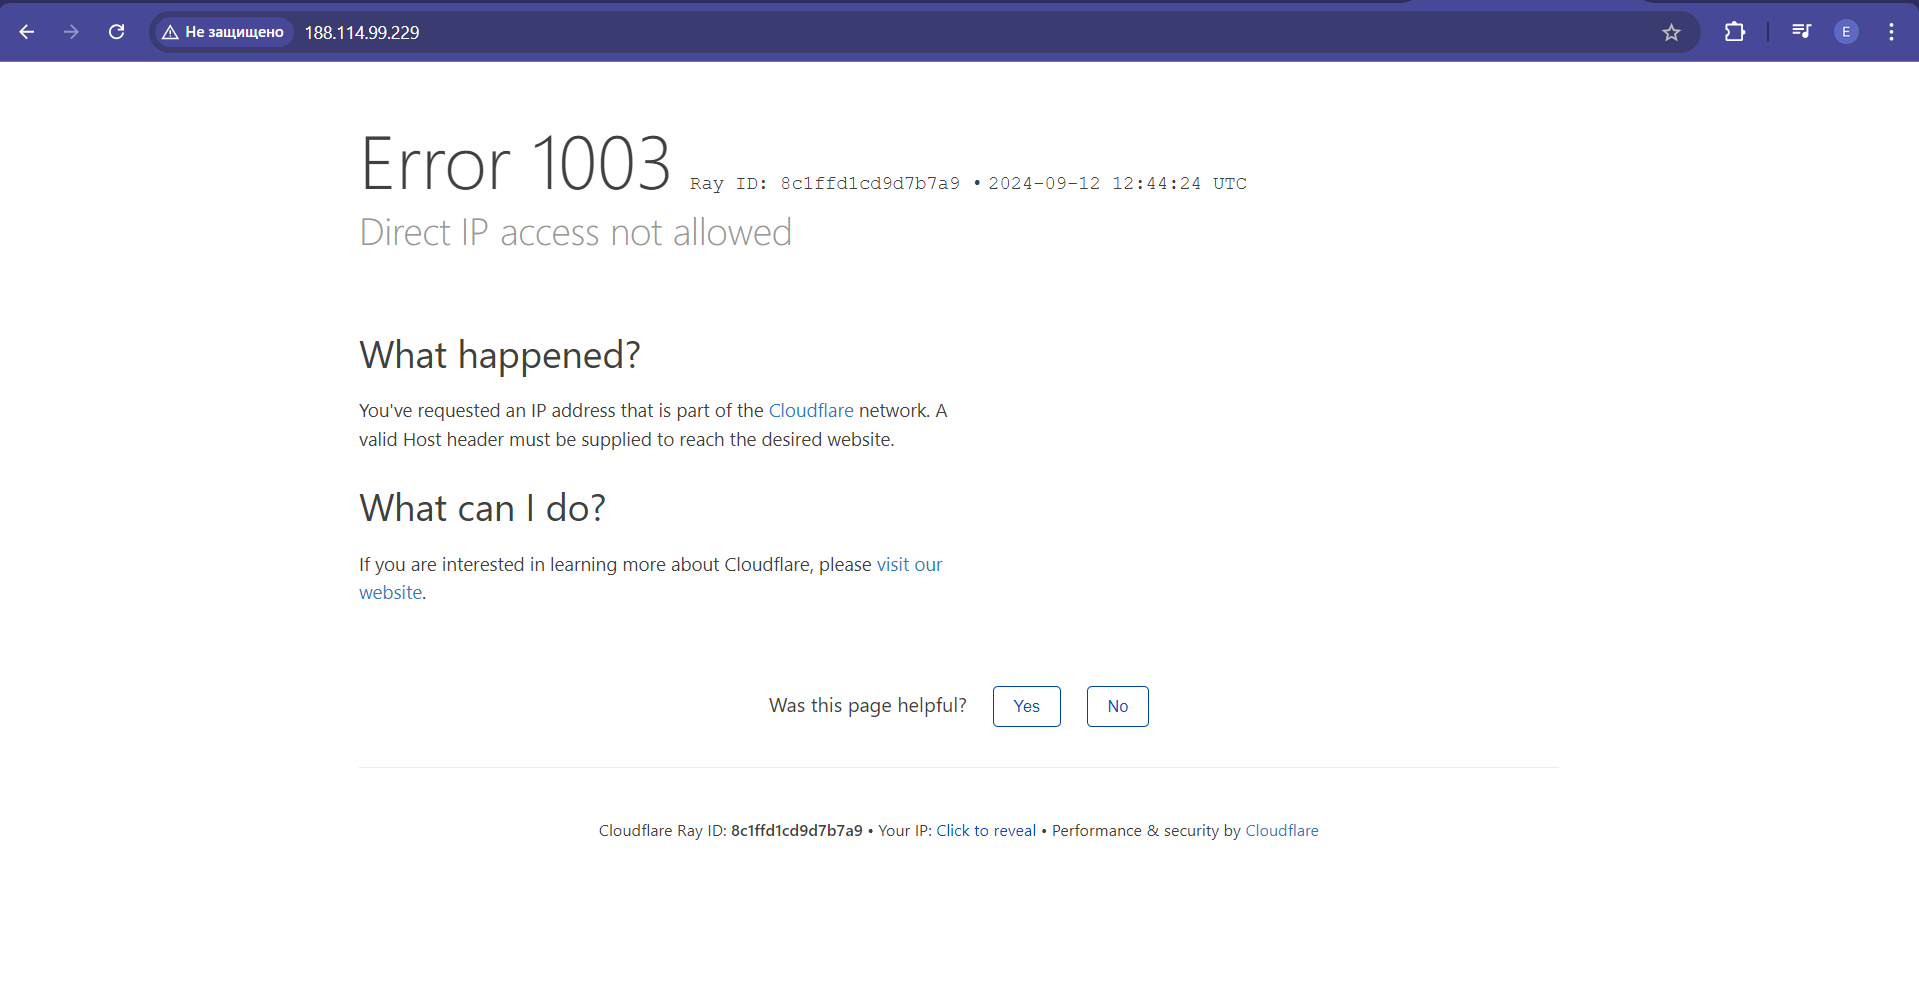 Не защищено 188.114.99.229
E
Error 1003 Ray ID: 8c1ffd1cd9d7b7a9 • 2024-09-12 12:44:24 UTC
Direct IP access not allowed
What happened?
You've requested an IP address that is part of the Cloudflare network. A
valid Host header must be supplied to reach the desired website.
What can I do?
If you are interested in learning more about Cloudflare, please visit our
website.
Was this page helpful? Yes No
Cloudflare Ray ID: 8c1ffd1cd9d7b7a9 • Your IP: Click to reveal • Performance & security by Cloudflare